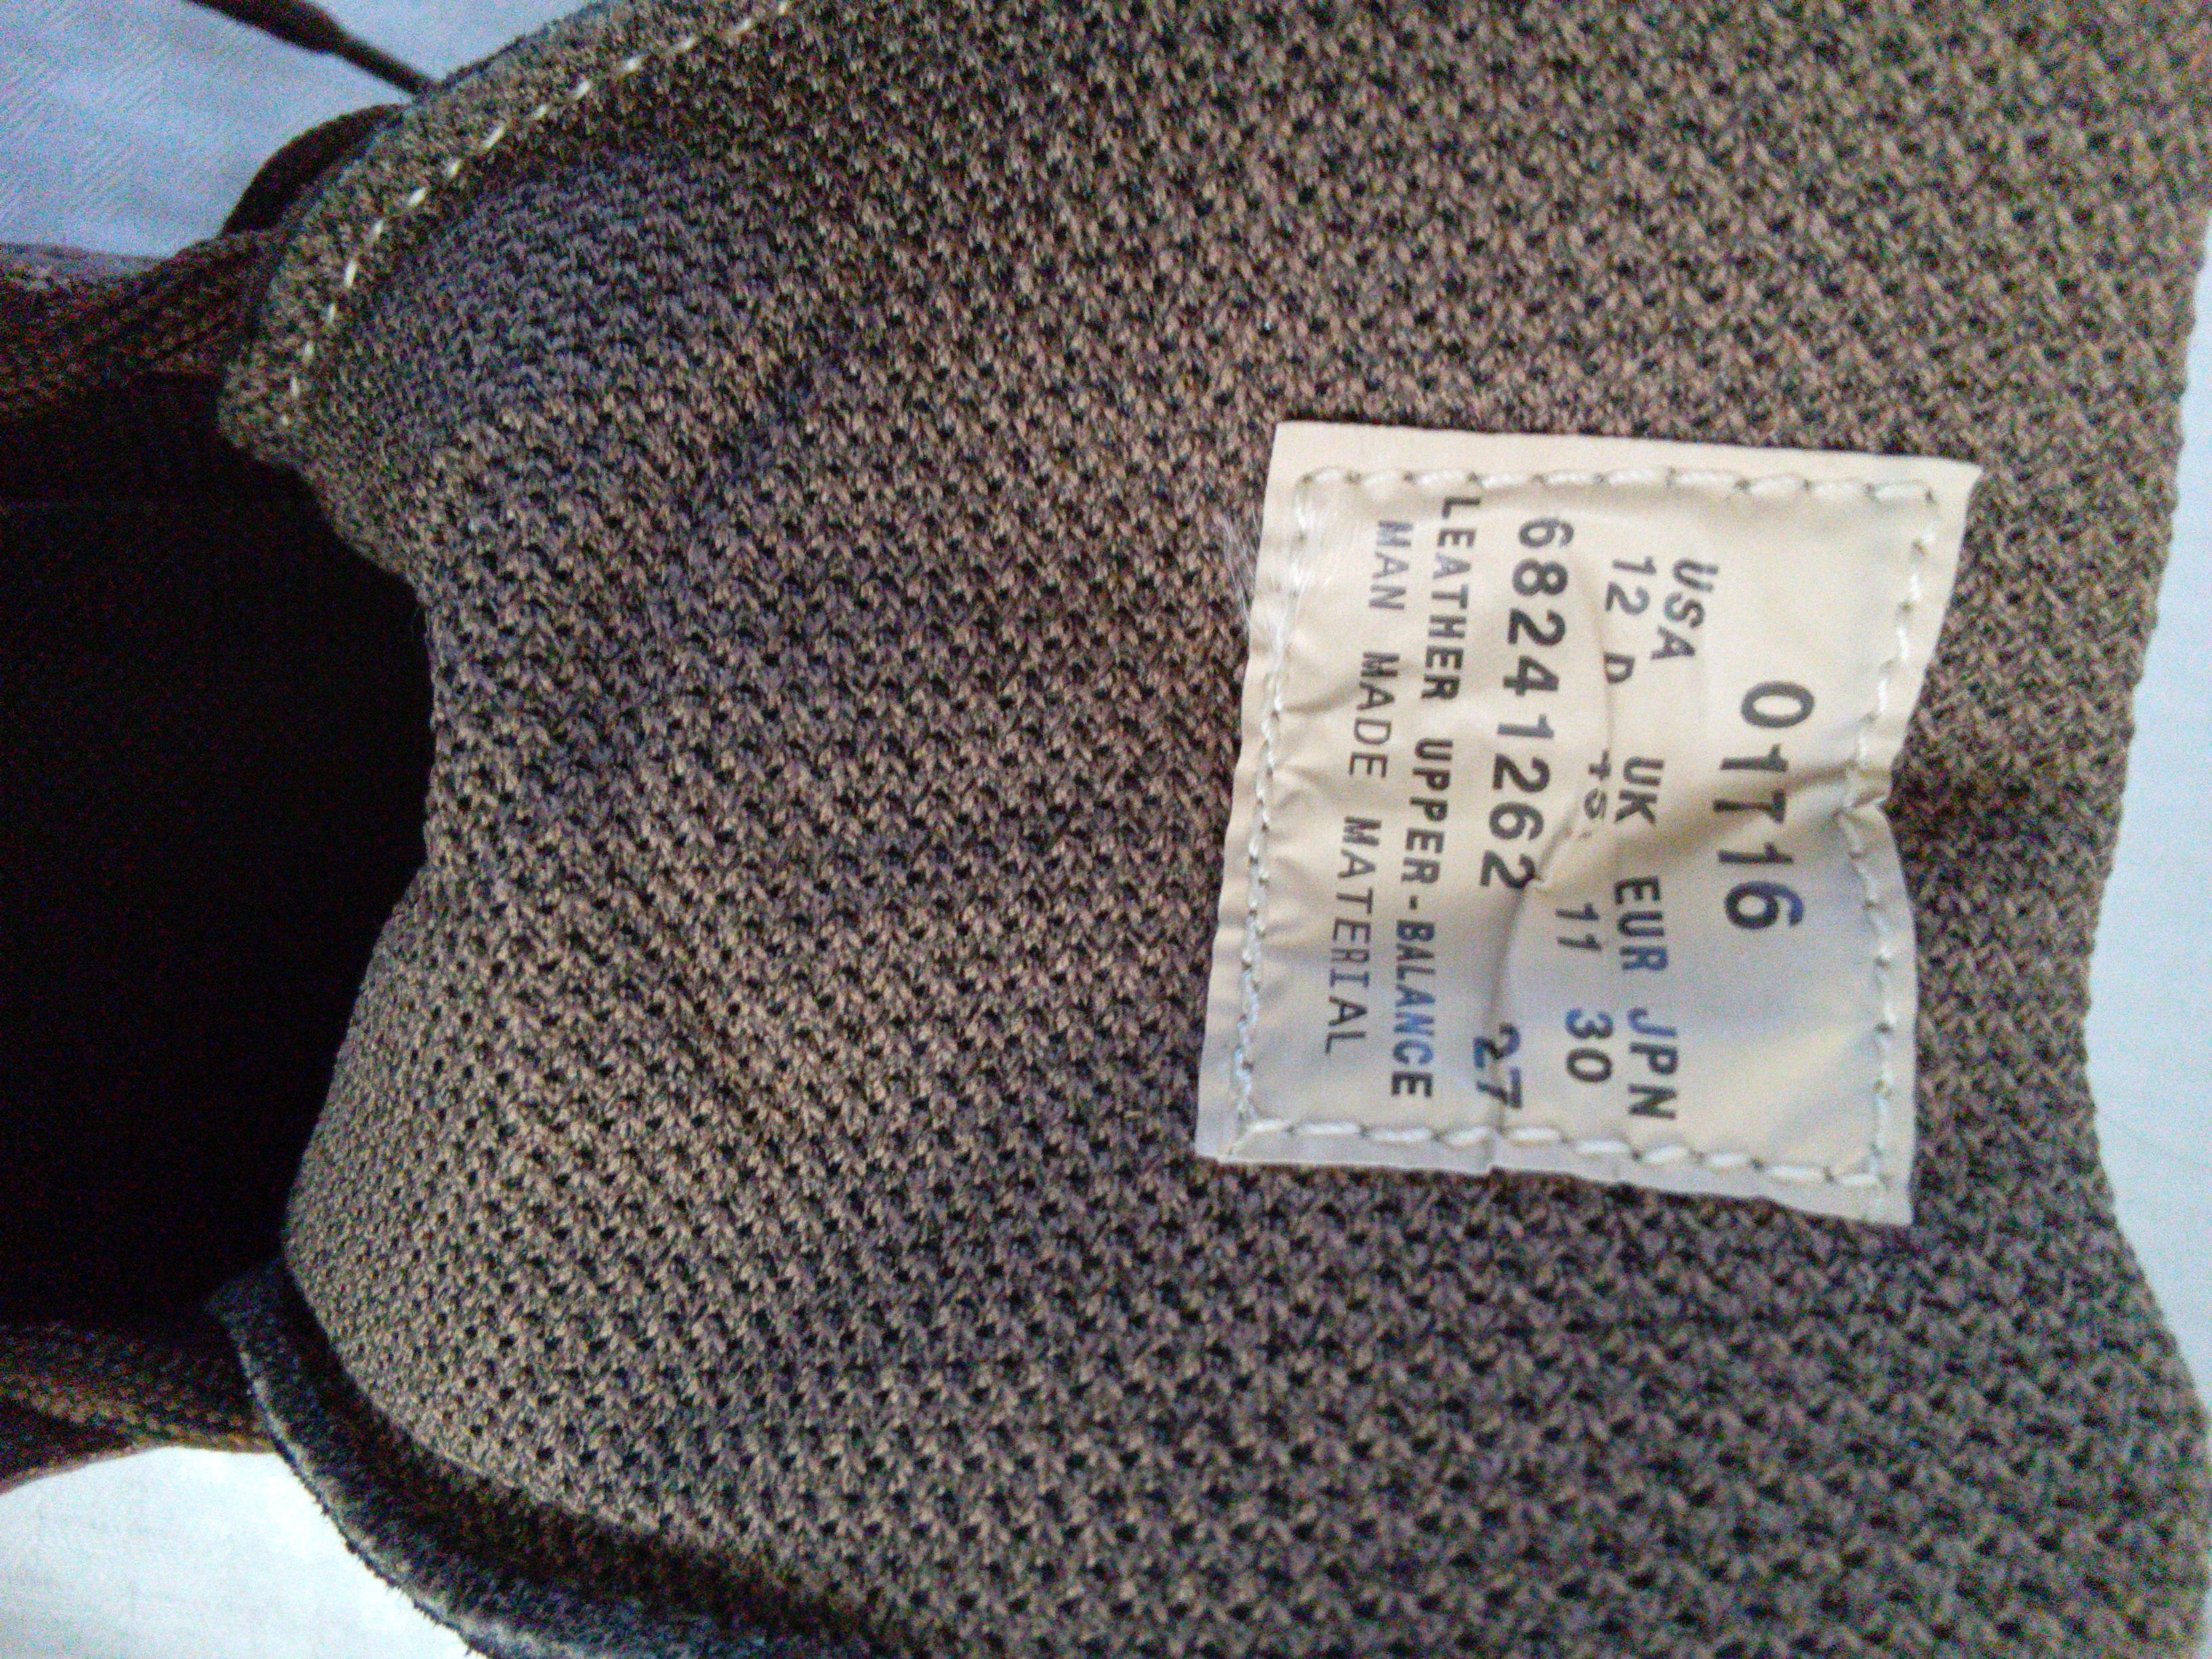 01T16
USA UK EUR JPN
12 D 11 30
68241262 27
LEATHER UPPER-BALANCE
MAN MADE MATERIAL